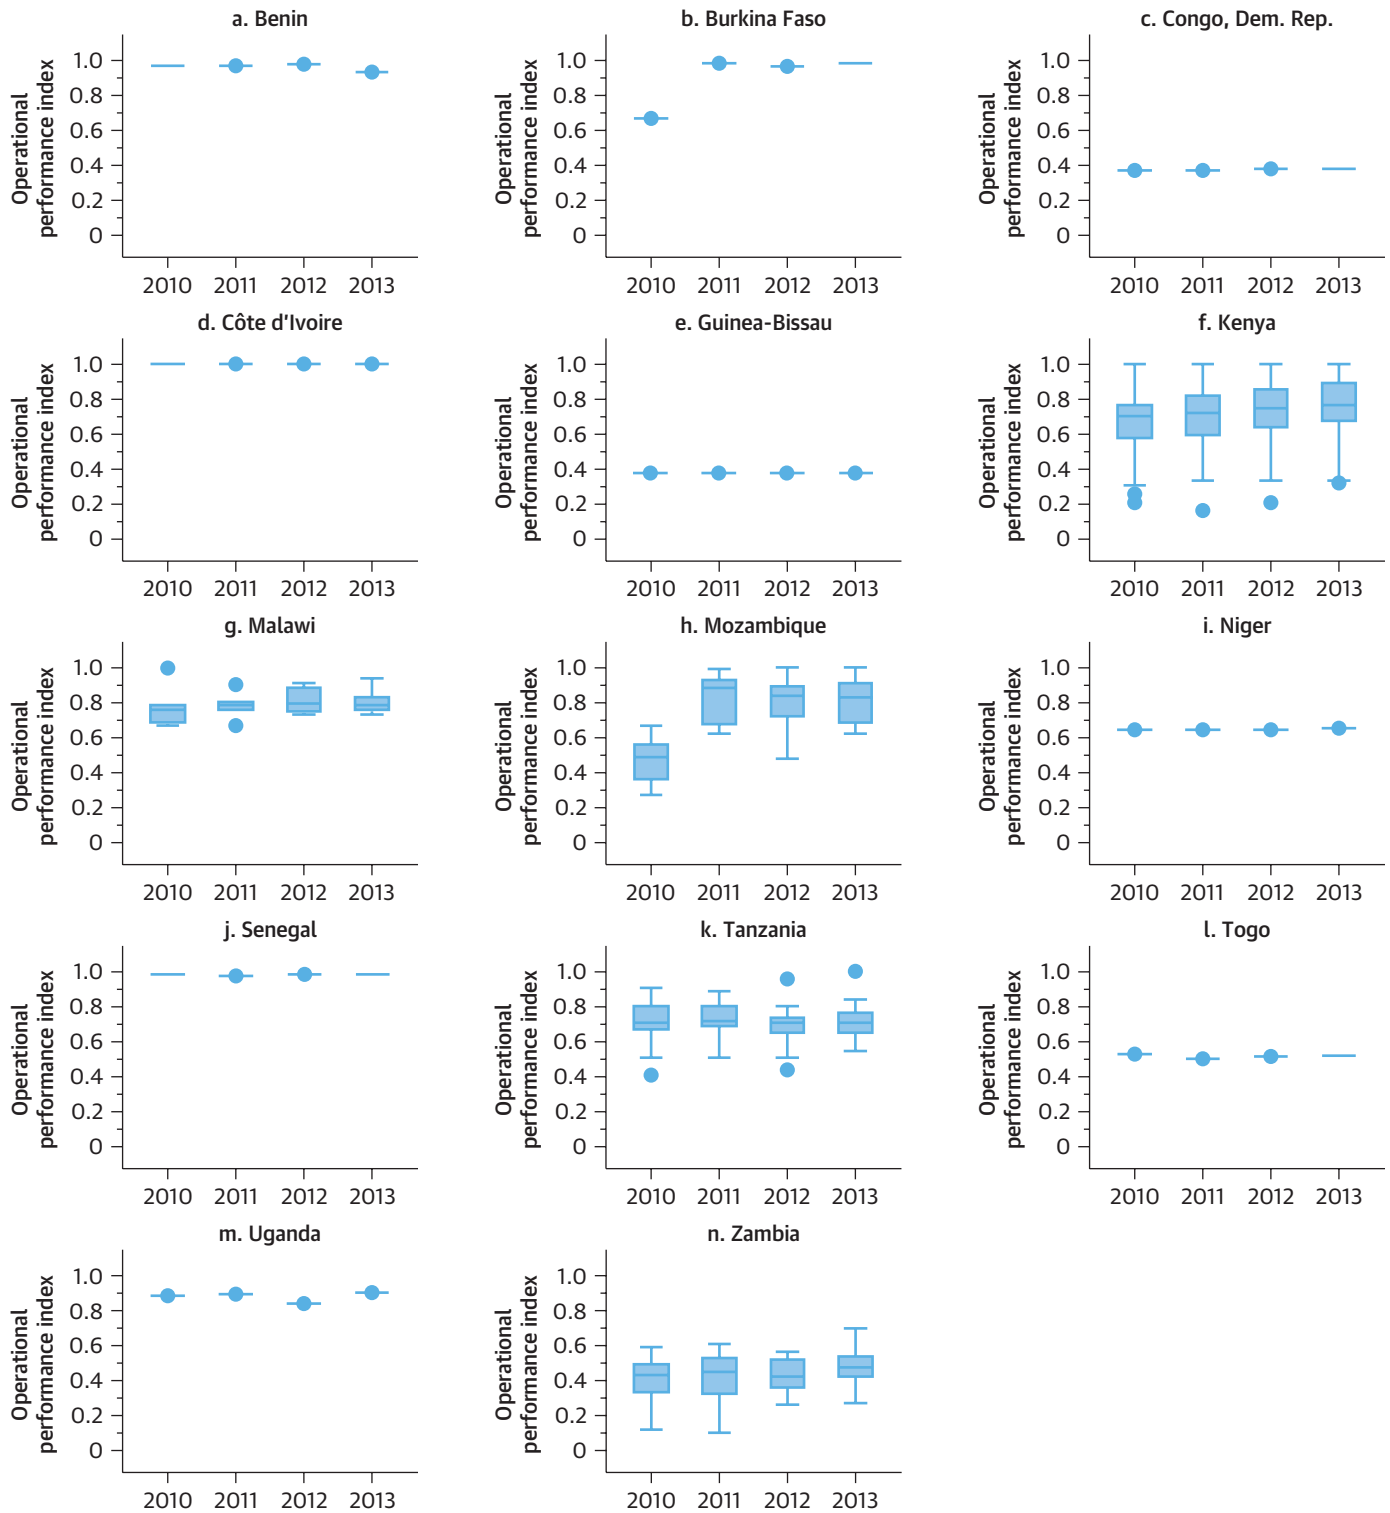 a. Benin
Operational
performance index
1.0
0.8
0.6
0.4
0.2
0
2010 2011 2012 2013
b. Burkina Faso
Operational
performance index
1.0
0.8
0.6
0.4
0.2
0
2010 2011 2012 2013
c. Congo, Dem. Rep.
Operational
performance index
1.0
0.8
0.6
0.4
0.2
0
2010 2011 2012 2013
d. Côte d'Ivoire
Operational
performance index
1.0
0.8
0.6
0.4
0.2
0
2010 2011 2012 2013
e. Guinea-Bissau
Operational
performance index
1.0
0.8
0.6
0.4
0.2
0
2010 2011 2012 2013
f. Kenya
Operational
performance index
1.0
0.8
0.6
0.4
0.2
0
2010 2011 2012 2013
g. Malawi
Operational
performance index
1.0
0.8
0.6
0.4
0.2
0
2010 2011 2012 2013
h. Mozambique
Operational
performance index
1.0
0.8
0.6
0.4
0.2
0
2010 2011 2012 2013
i. Niger
Operational
performance index
1.0
0.8
0.6
0.4
0.2
0
2010 2011 2012 2013
j. Senegal
Operational
performance index
1.0
0.8
0.6
0.4
0.2
0
2010 2011 2012 2013
k. Tanzania
Operational
performance index
1.0
0.8
0.6
0.4
0.2
0
2010 2011 2012 2013
l. Togo
Operational
performance index
1.0
0.8
0.6
0.4
0.2
0
2010 2011 2012 2013
m. Uganda
Operational
performance index
1.0
0.8
0.6
0.4
0.2
0
2010 2011 2012 2013
n. Zambia
Operational
performance index
1.0
0.8
0.6
0.4
0.2
0
2010 2011 2012 2013